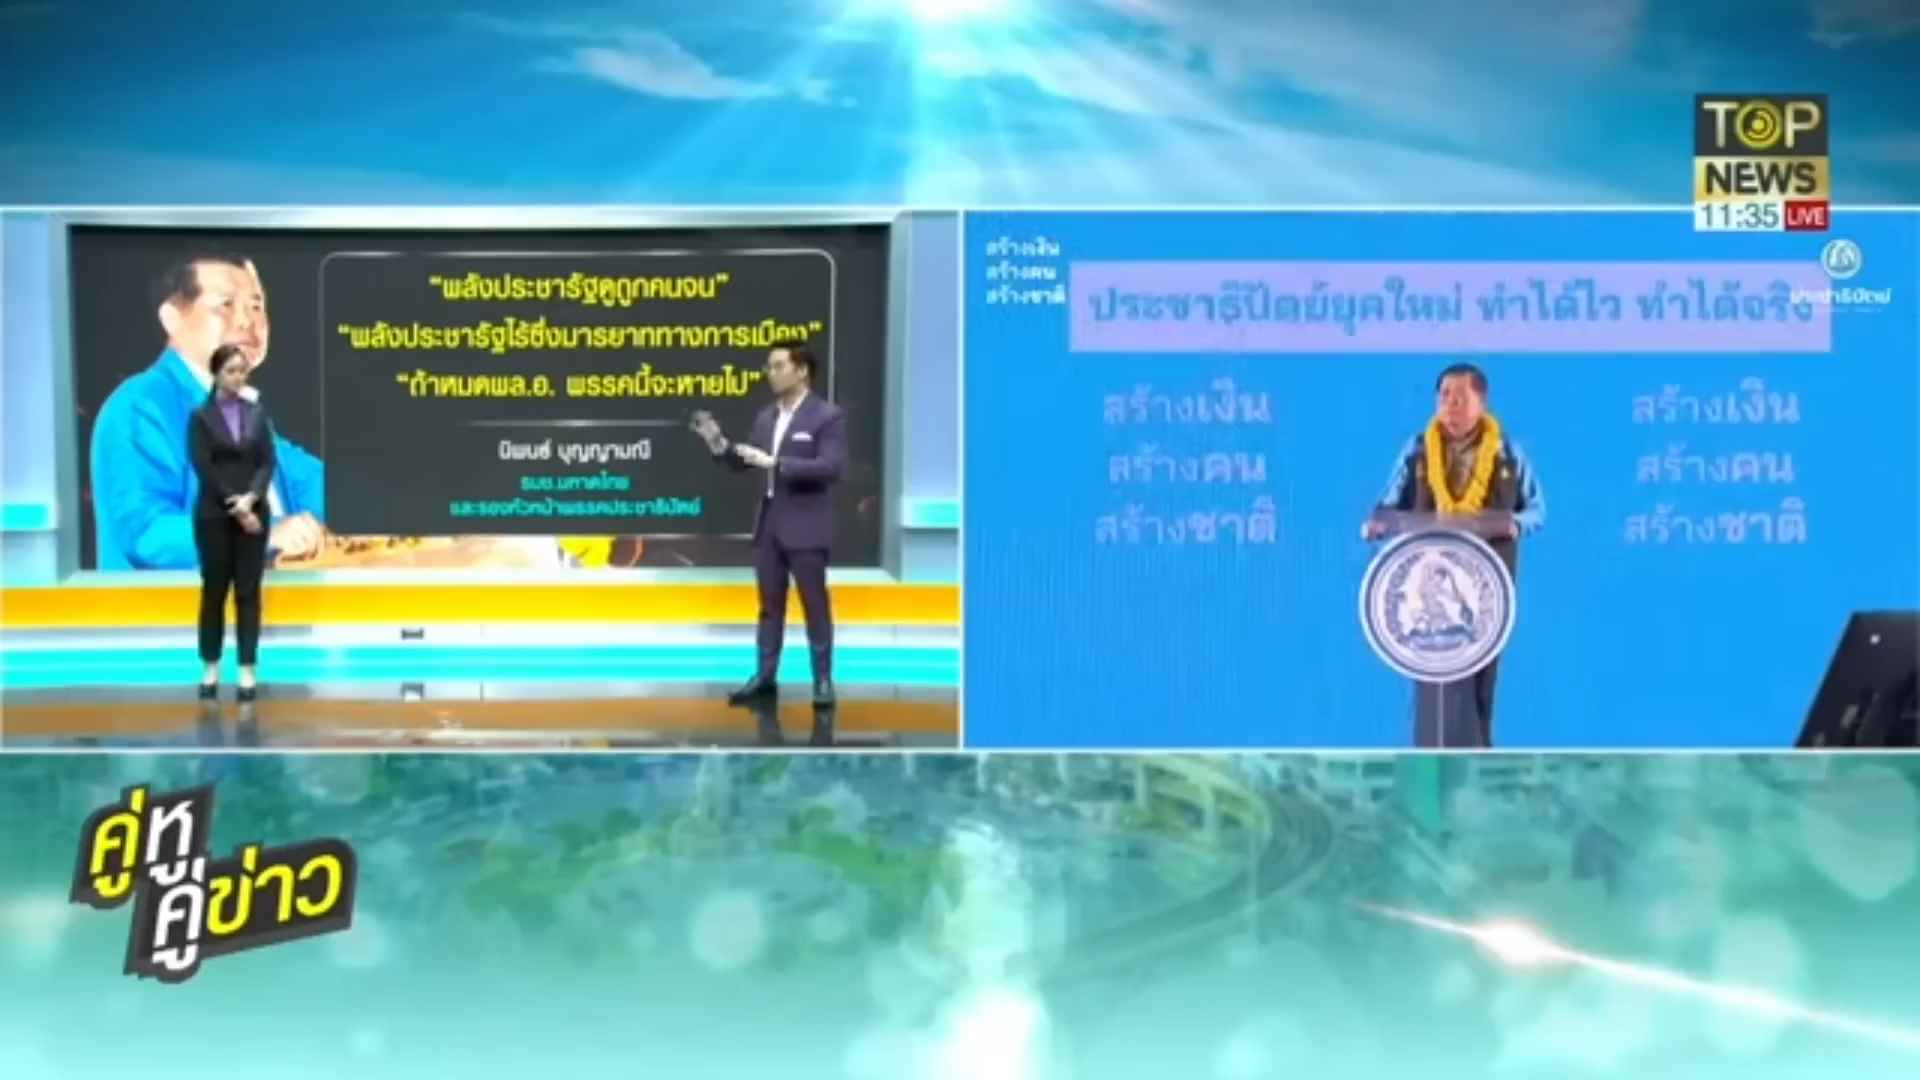 TOP
NEWS
11:35 LIVE
“พลังประชารัฐดูถูกคนจน”
“พลังประชารัฐไร้ซึ่งมารยาททางการเมือง”
“ถ้าหมดพล.อ. พรรคนี้จะหายไป”
นิพนธ์ บุญญามณี
รมช.มหาดไทย
และรองหัวหน้าพรรคประชาธิปัตย์
สร้างเงิน
สร้างคน
สร้างชาติ
ประชาธิปัตย์ยุคใหม่ ทำได้ไว ทำได้จริง
ประชาธิปัตย์
สร้างเงิน
สร้างคน
สร้างชาติ
สร้างเงิน
สร้างคน
สร้างชาติ
คู่หู
คู่ข่าว